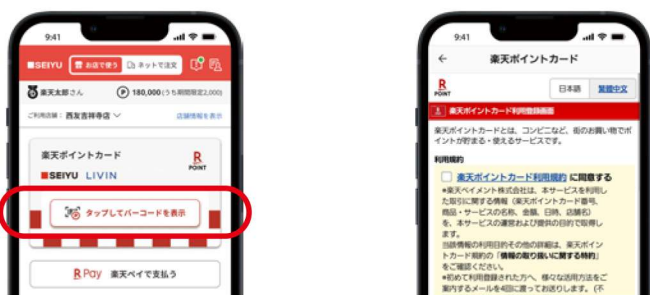 9:41
SEIYU お店で使う ネットで注文
楽天太郎さん P 180,000(うち期間限定2,000)
ご利用店舗：西友吉祥寺店 店舗情報を表示
楽天ポイントカード
R POINT
SEIYU LIVIN
タップしてバーコードを表示
R Pay 楽天ペイで支払う
9:41
← 楽天ポイントカード
R POINT 日本語 繁體中文
楽天ポイントカード利用登録画面
楽天ポイントカードとは、コンビニなど、街のお買い物でポ
イントが貯まる・使えるサービスです。
利用規約
楽天ポイントカード利用規約 に同意する
※楽天ペイメント株式会社は、本サービスを利用し
た取引に関する情報（楽天ポイントカード番号、
商品・サービスの名称、金額、日時、店舗名）
を、本サービスの運営および提供の目的で取得し
ます。
当該情報の利用目的その他の詳細は、楽天ポイン
トカード規約の「情報の取り扱いに関する特約」
をご確認ください。
※初めて利用登録された方へ、様々な活用方法をご
案内するメールを4回に渡ってお送りします。（不